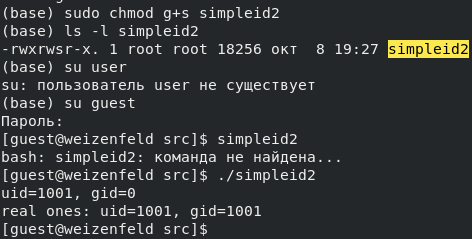 (base) sudo chmod g+s simpleid2
(base) ls -l simpleid2
-rwxrwsr-x. 1 root root 18256 окт  8 19:27 simpleid2
(base) su user
su: пользователь user не существует
(base) su guest
Пароль:
[guest@weizenfeld src]$ simpleid2
bash: simpleid2: команда не найдена...
[guest@weizenfeld src]$ ./simpleid2
uid=1001, gid=0
real ones: uid=1001, gid=1001
[guest@weizenfeld src]$